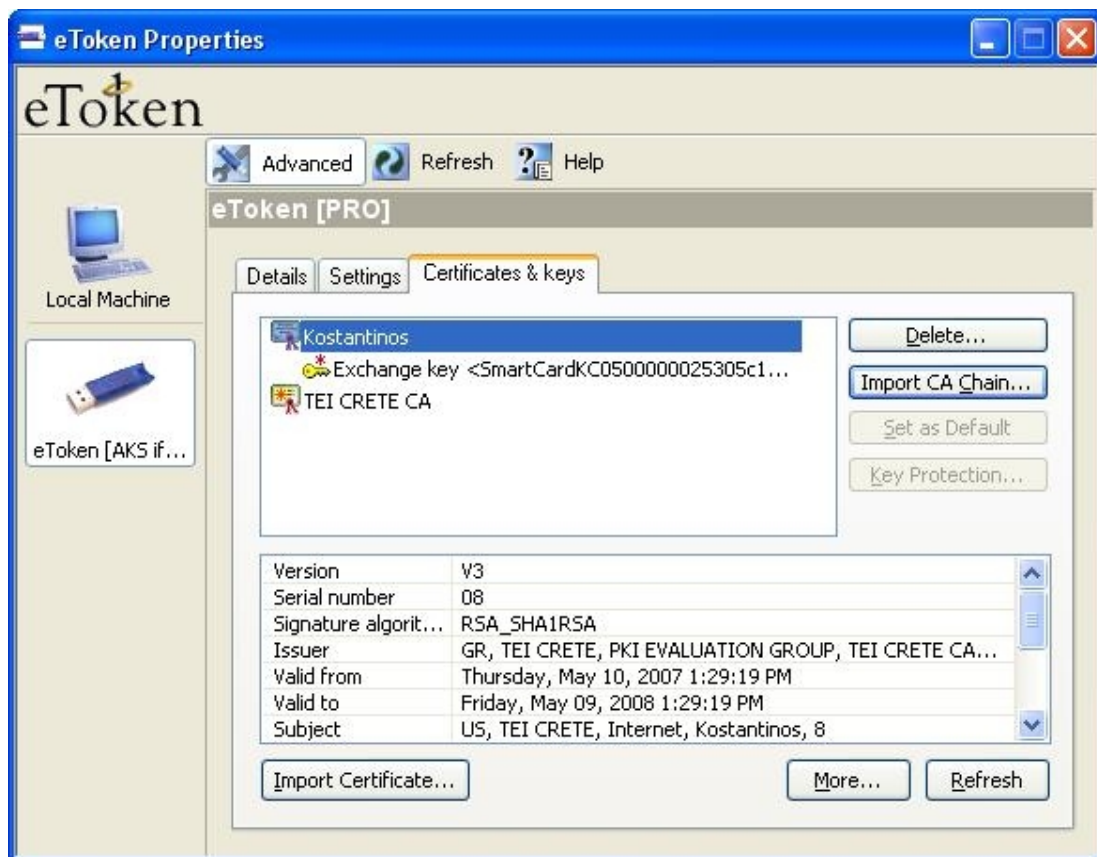 eToken Properties
eToken
Advanced Refresh Help
eToken [PRO]
Local Machine
eToken [AKS if...
Details Settings Certificates & keys
Kostantinos
Exchange key <SmartCardKC0500000025305c1...
TEI CRETE CA
Delete...
Import CA Chain...
Set as Default
Key Protection...
Version V3
Serial number 08
Signature algorit... RSA_SHA1RSA
Issuer GR, TEI CRETE, PKI EVALUATION GROUP, TEI CRETE CA...
Valid from Thursday, May 10, 2007 1:29:19 PM
Valid to Friday, May 09, 2008 1:29:19 PM
Subject US, TEI CRETE, Internet, Kostantinos, 8
Import Certificate... More... Refresh